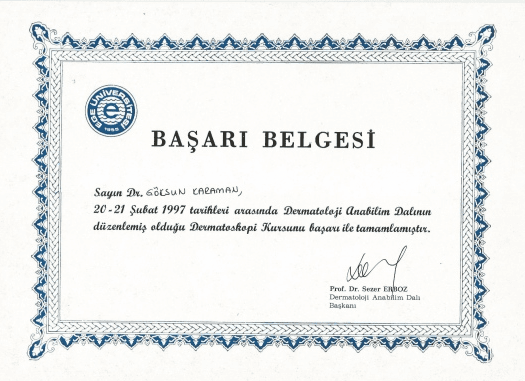 EGE ÜNİVERSİTESİ
1955
BAŞARI BELGESİ
Sayın Dr. GÖKSUN KARAMAN,
20-21 Şubat 1997 tarihleri arasında Dermatoloji Anabilim Dalının
düzenlemiş olduğu Dermatoskopi Kursunu başarı ile tamamlamıştır.
Prof. Dr. Sezer ERBOZ
Dermatoloji Anabilim Dalı
Başkanı